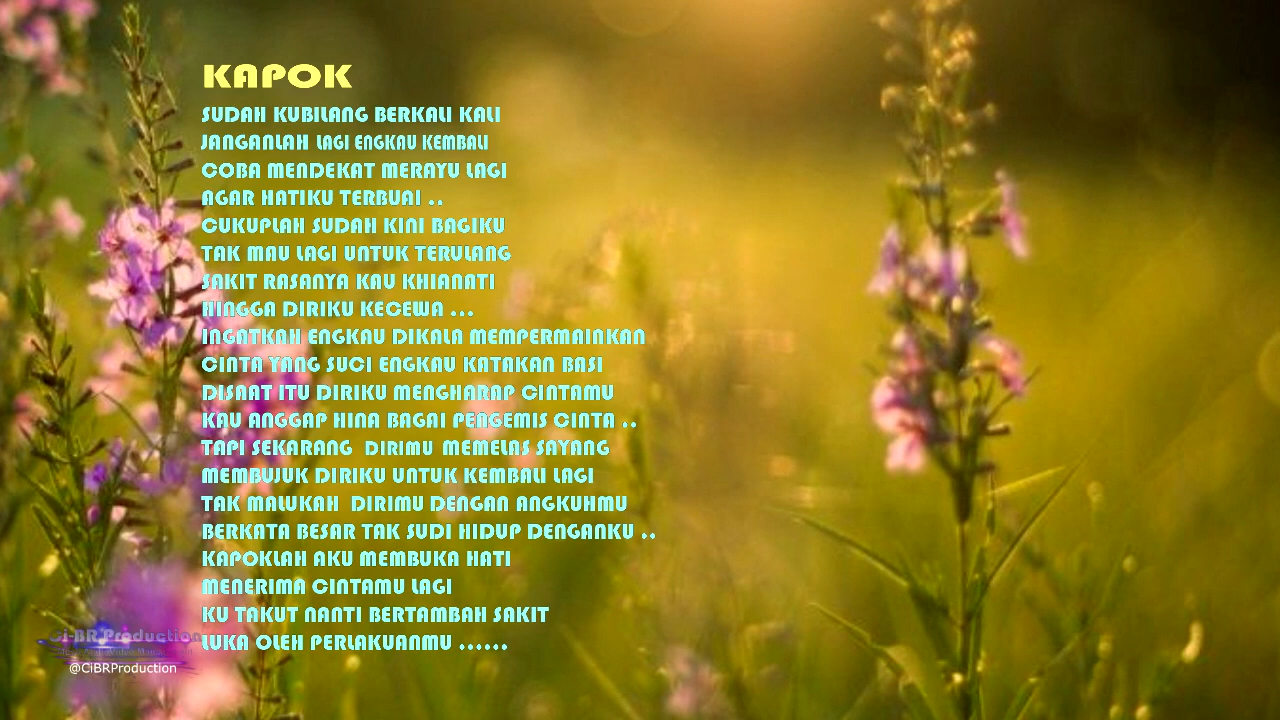 KAPOK
SUDAH KUBILANG BERKALI KALI
JANGANLAH LAGI ENGKAU KEMBALI
COBA MENDEKAT MERAYU LAGI
AGAR HATIKU TERBUAI ..
CUKUPLAH SUDAH KINI BAGIKU
TAK MAU LAGI UNTUK TERULANG
SAKIT RASANYA KAU KHIANATI
HINGGA DIRIKU KECEWA ...
INGATKAH ENGKAU DIKALA MEMPERMAINKAN
CINTA YANG SUCI ENGKAU KATAKAN BASI
DISAAT ITU DIRIKU MENGHARAP CINTAMU
KAU ANGGAP HINA BAGAI PENGEMIS CINTA ..
TAPI SEKARANG DIRIMU MEMELAS SAYANG
MEMBUJUK DIRIKU UNTUK KEMBALI LAGI
TAK MALUKAH DIRIMU DENGAN ANGKUHMU
BERKATA BESAR TAK SUDI HIDUP DENGANKU ..
KAPOKLAH AKU MEMBUKA HATI
MENERIMA CINTAMU LAGI
KU TAKUT NANTI BERTAMBAH SAKIT
LUKA OLEH PERLAKUANMU ......
Ci-BR Production
@CiBRProduction